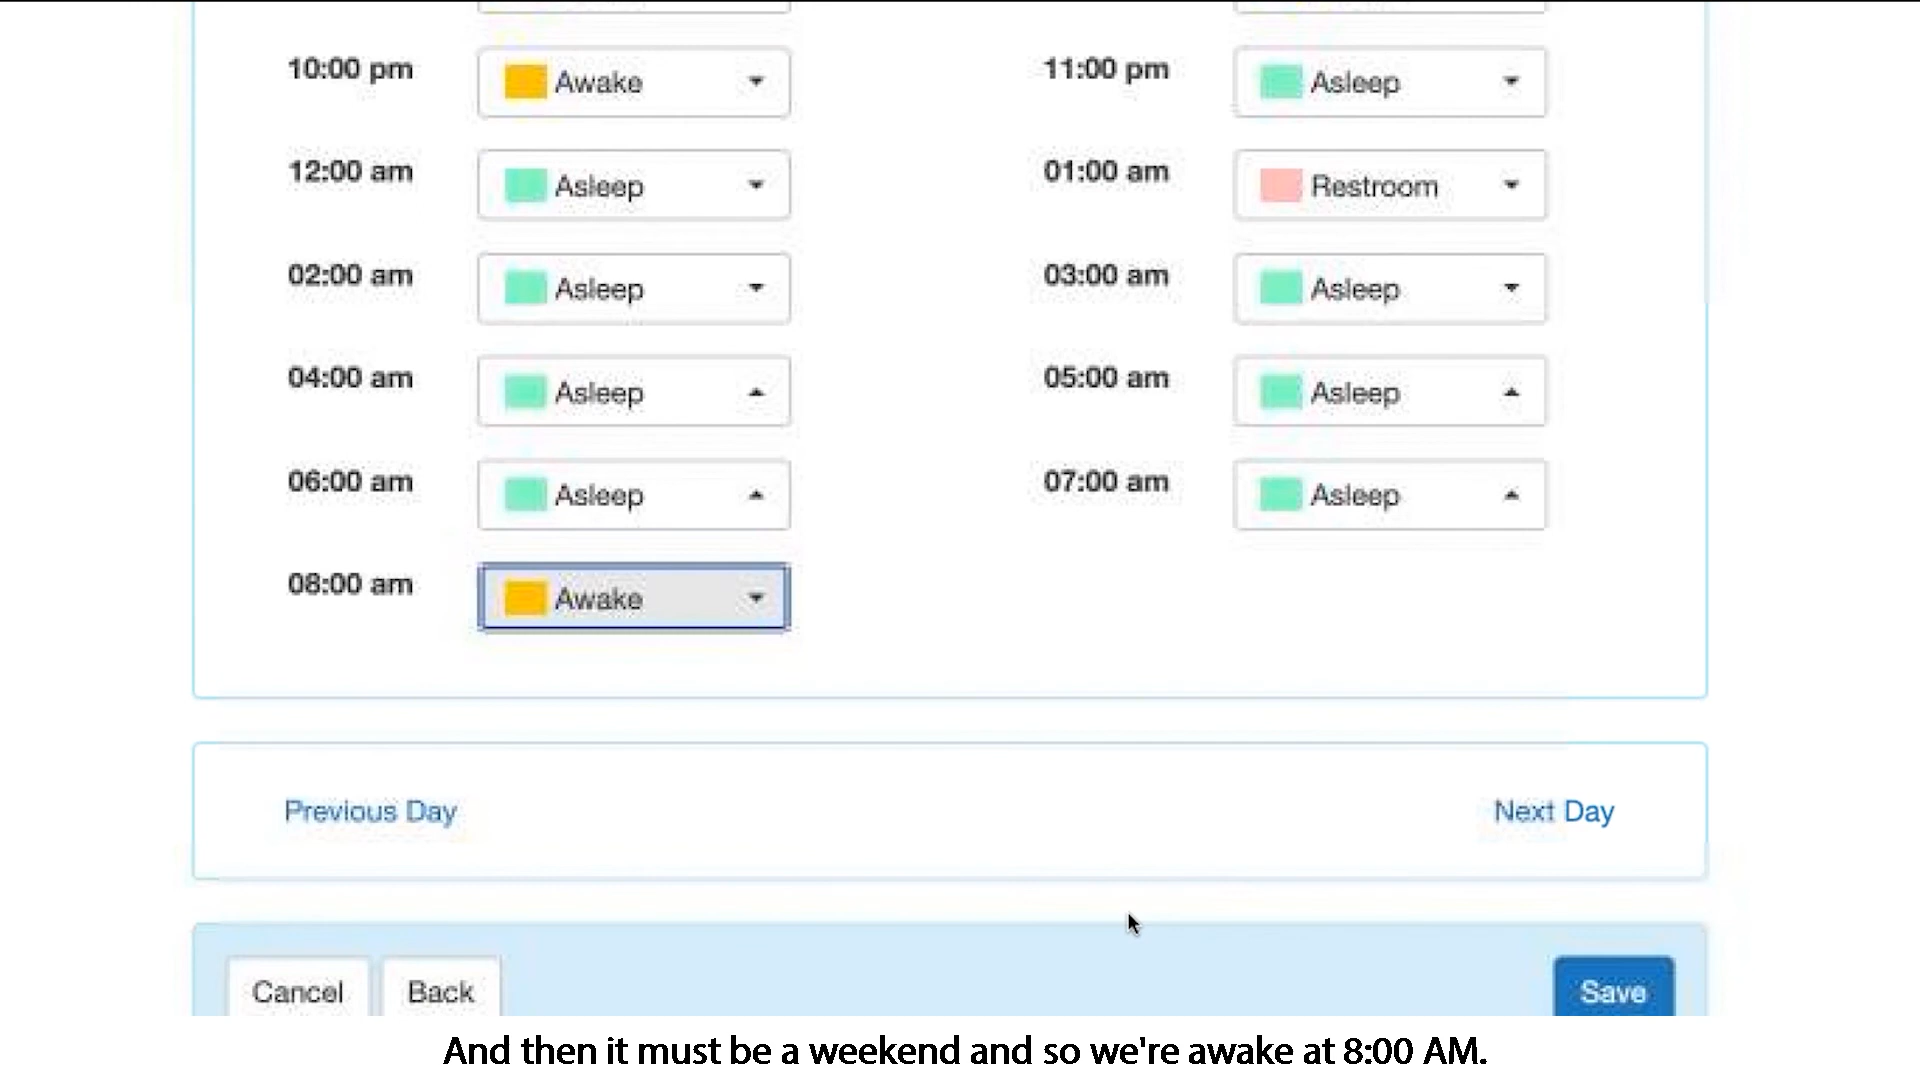 10:00 pm Awake 11:00 pm Asleep
12:00 am Asleep 01:00 am Restroom
02:00 am Asleep 03:00 am Asleep
04:00 am Asleep 05:00 am Asleep
06:00 am Asleep 07:00 am Asleep
08:00 am Awake
Previous Day Next Day
Cancel Back Save
And then it must be a weekend and so we're awake at 8:00 AM.